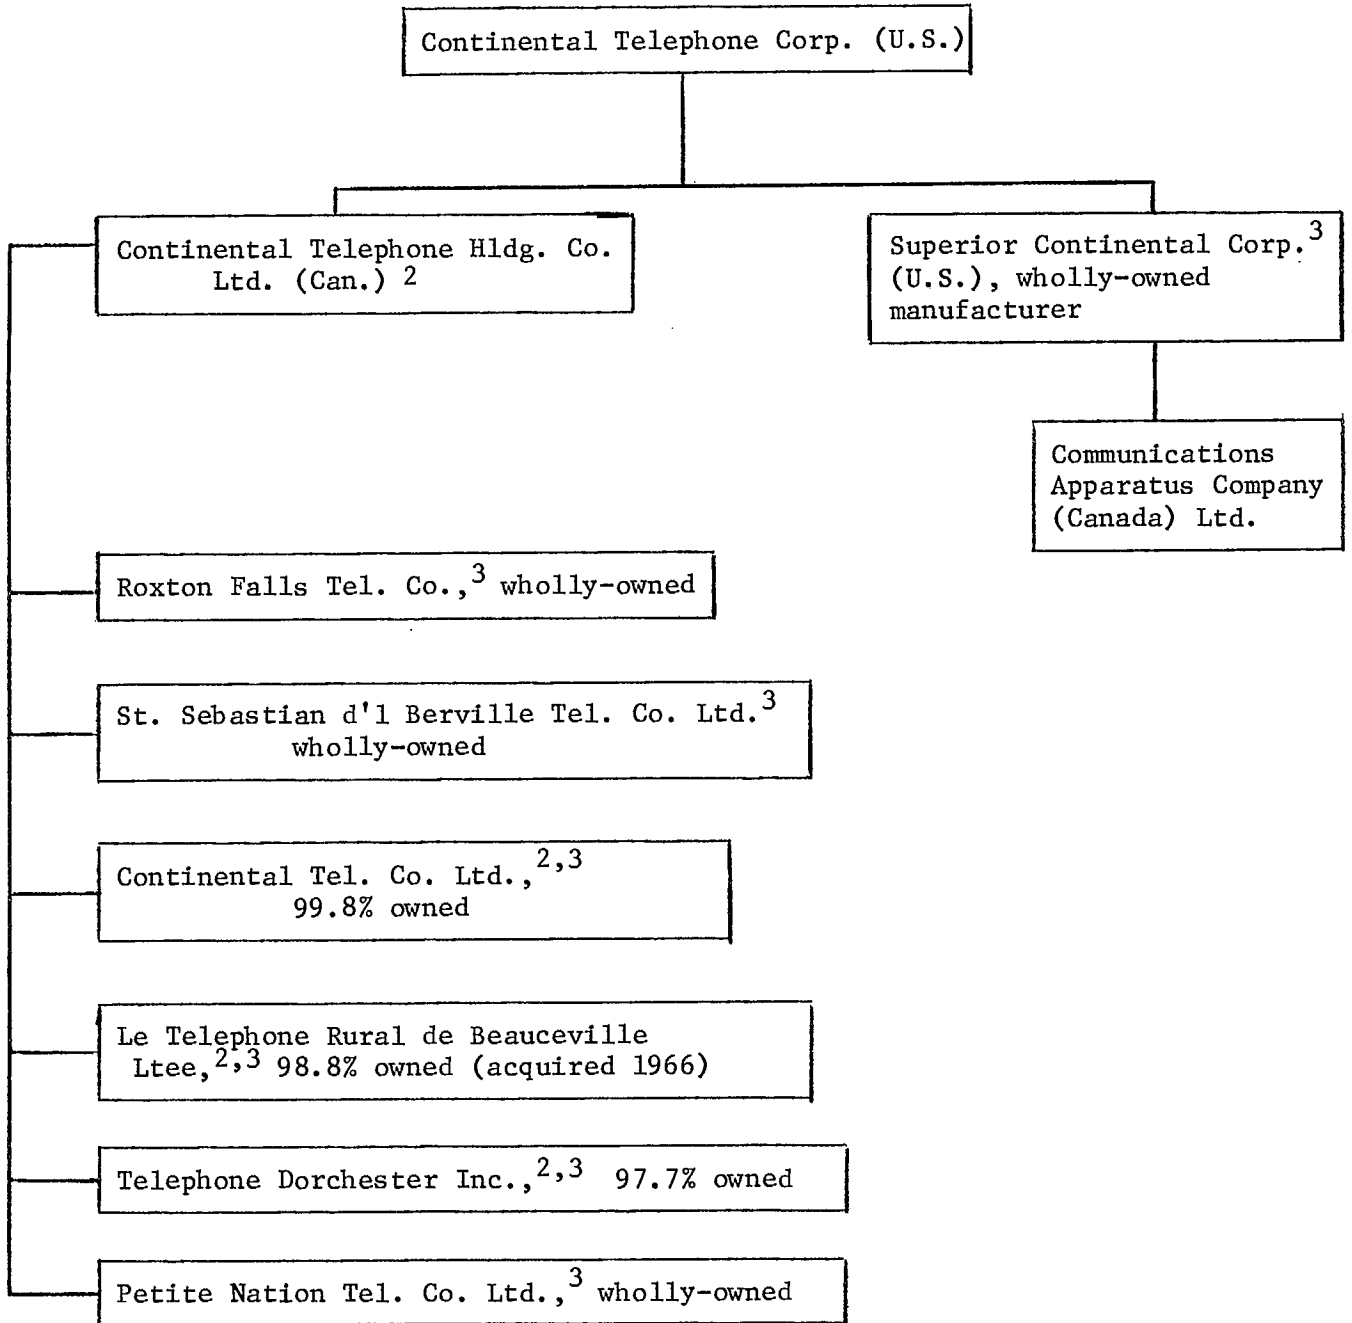 Continental Telephone Corp. (U.S.)
Continental Telephone Hldg. Co.
Ltd. (Can.) 2
Superior Continental Corp.3
(U.S.), wholly-owned
manufacturer
Communications
Apparatus Company
(Canada) Ltd.
Roxton Falls Tel. Co.,3 wholly-owned
St. Sebastian d'l Berville Tel. Co. Ltd.3
wholly-owned
Continental Tel. Co. Ltd.,2,3
99.8% owned
Le Telephone Rural de Beauceville
Ltee,2,3 98.8% owned (acquired 1966)
Telephone Dorchester Inc.,2,3 97.7% owned
Petite Nation Tel. Co. Ltd.,3 wholly-owned